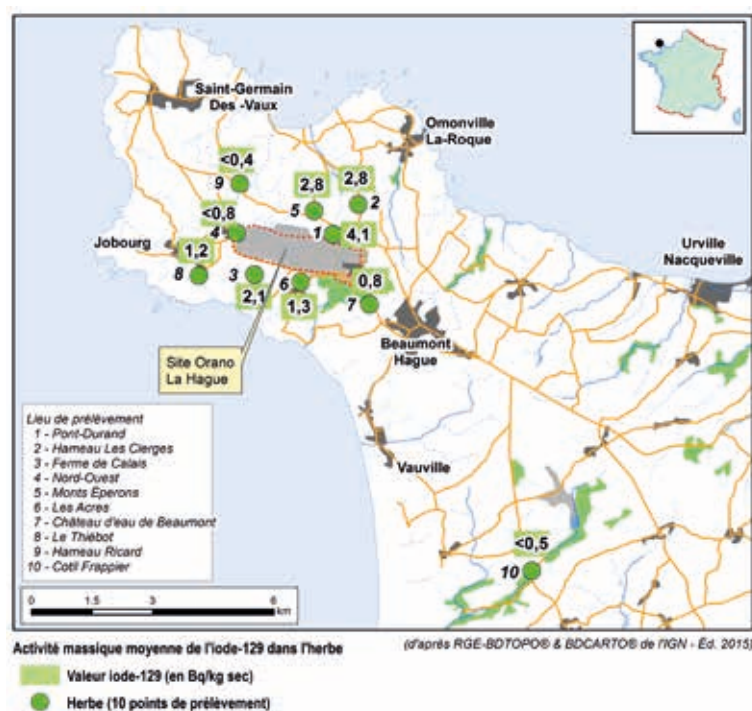 Saint-Germain
Des -Vaux
Omonville
La-Roque
<0,4
9
2,8
5
2,8
2
<0,8
4
1
4,1
Jobourg
1,2
8
3
2,1
6
1,3
0,8
7
Urville
Nacqueville
Beaumont
Hague
Site Orano
La Hague
Vauville
<0,5
10
Lieu de prélèvement
1 - Pont-Durand
2 - Hameau Les Clerges
3 - Ferme de Calais
4 - Nord-Ouest
5 - Monts Eperons
6 - Les Acres
7 - Château d'eau de Beaumont
8 - Le Thiébot
9 - Hameau Ricard
10 - Cotil Frappier
0 1.5 3 6
km
Activité massique moyenne de l'iode-129 dans l'herbe
(d'après RGE-BDTOPO® & BDCARTO® de l'IGN - Éd. 2015)
Valeur iode-129 (en Bq/kg sec)
Herbe (10 points de prélèvement)